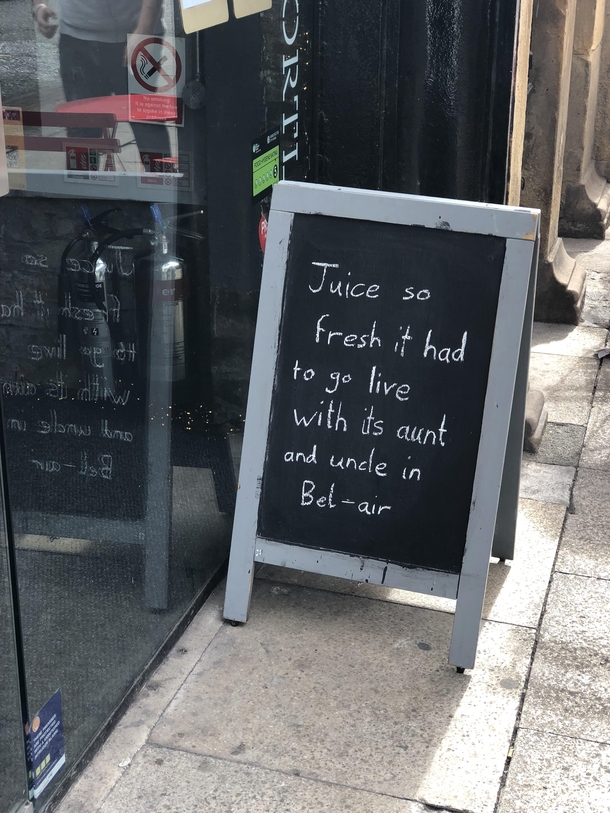 Juice so
fresh it had
to go live
with its aunt
and uncle in
Bel-air